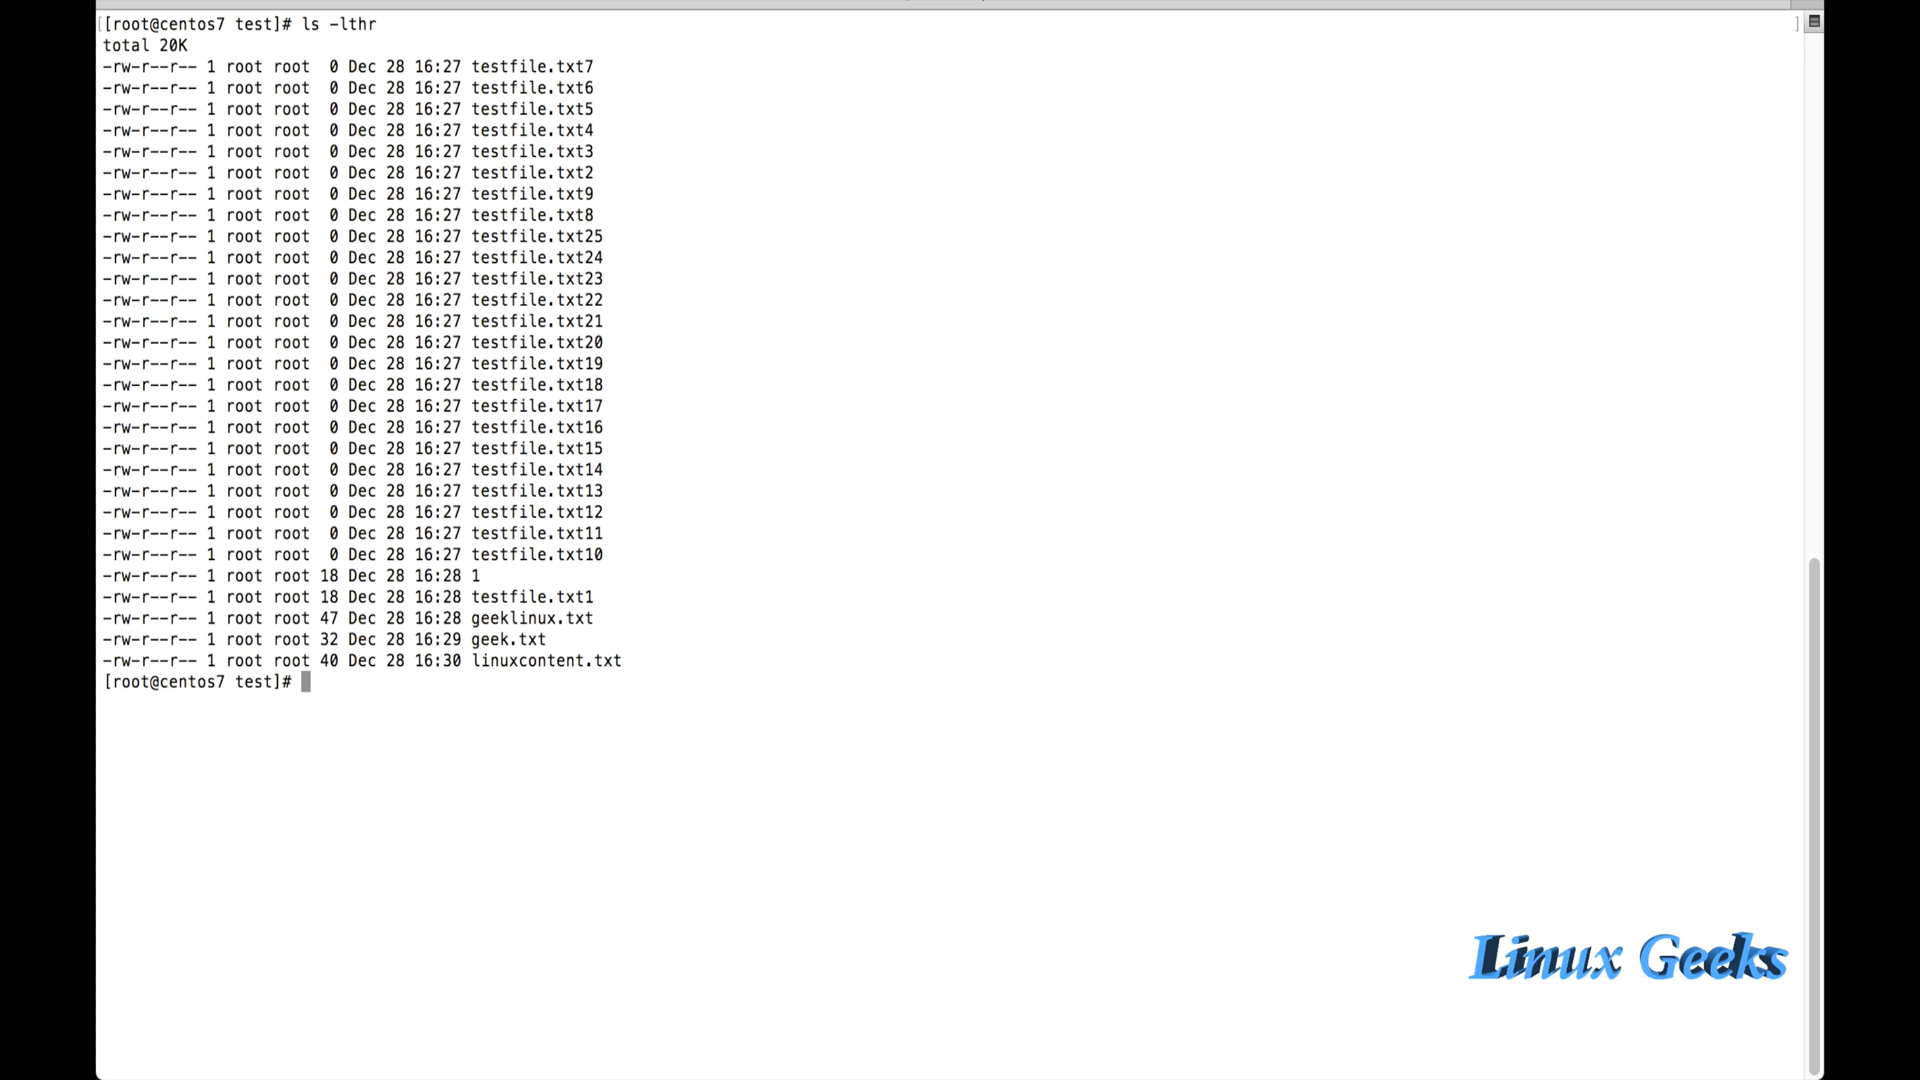 [[root@centos7 test]# ls -lthr ]
total 20K
-rw-r--r-- 1 root root  0 Dec 28 16:27 testfile.txt7
-rw-r--r-- 1 root root  0 Dec 28 16:27 testfile.txt6
-rw-r--r-- 1 root root  0 Dec 28 16:27 testfile.txt5
-rw-r--r-- 1 root root  0 Dec 28 16:27 testfile.txt4
-rw-r--r-- 1 root root  0 Dec 28 16:27 testfile.txt3
-rw-r--r-- 1 root root  0 Dec 28 16:27 testfile.txt2
-rw-r--r-- 1 root root  0 Dec 28 16:27 testfile.txt9
-rw-r--r-- 1 root root  0 Dec 28 16:27 testfile.txt8
-rw-r--r-- 1 root root  0 Dec 28 16:27 testfile.txt25
-rw-r--r-- 1 root root  0 Dec 28 16:27 testfile.txt24
-rw-r--r-- 1 root root  0 Dec 28 16:27 testfile.txt23
-rw-r--r-- 1 root root  0 Dec 28 16:27 testfile.txt22
-rw-r--r-- 1 root root  0 Dec 28 16:27 testfile.txt21
-rw-r--r-- 1 root root  0 Dec 28 16:27 testfile.txt20
-rw-r--r-- 1 root root  0 Dec 28 16:27 testfile.txt19
-rw-r--r-- 1 root root  0 Dec 28 16:27 testfile.txt18
-rw-r--r-- 1 root root  0 Dec 28 16:27 testfile.txt17
-rw-r--r-- 1 root root  0 Dec 28 16:27 testfile.txt16
-rw-r--r-- 1 root root  0 Dec 28 16:27 testfile.txt15
-rw-r--r-- 1 root root  0 Dec 28 16:27 testfile.txt14
-rw-r--r-- 1 root root  0 Dec 28 16:27 testfile.txt13
-rw-r--r-- 1 root root  0 Dec 28 16:27 testfile.txt12
-rw-r--r-- 1 root root  0 Dec 28 16:27 testfile.txt11
-rw-r--r-- 1 root root  0 Dec 28 16:27 testfile.txt10
-rw-r--r-- 1 root root 18 Dec 28 16:28 1
-rw-r--r-- 1 root root 18 Dec 28 16:28 testfile.txt1
-rw-r--r-- 1 root root 47 Dec 28 16:28 geeklinux.txt
-rw-r--r-- 1 root root 32 Dec 28 16:29 geek.txt
-rw-r--r-- 1 root root 40 Dec 28 16:30 linuxcontent.txt
[root@centos7 test]#
Linux Geeks